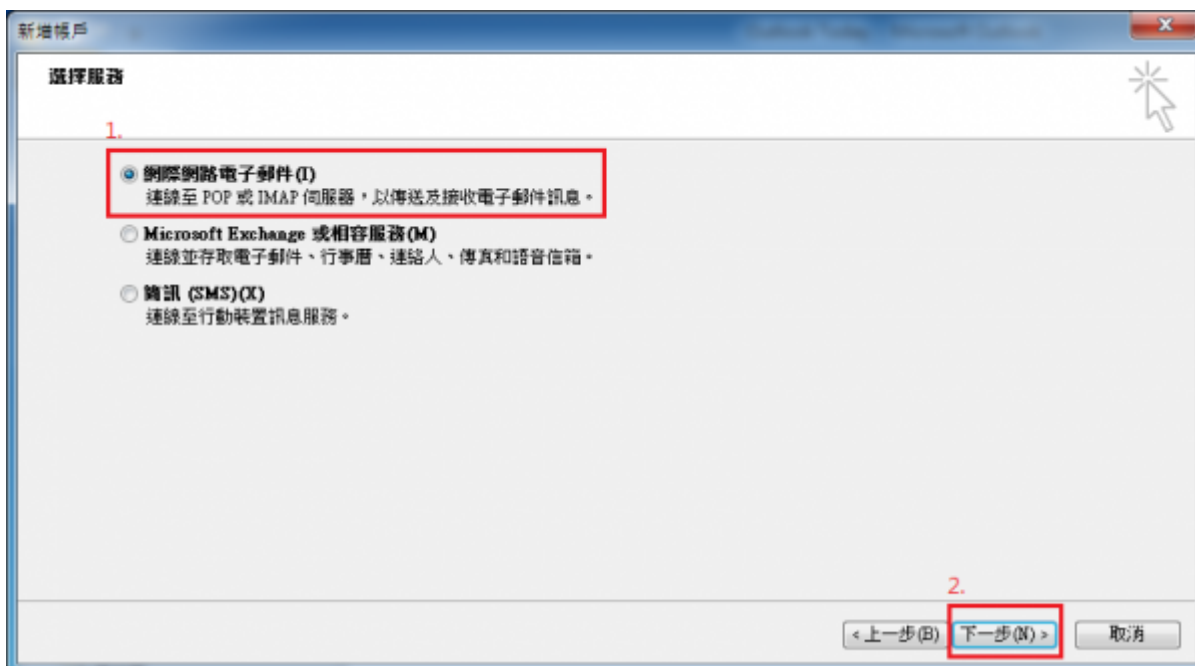 新增帳戶
選擇服務
1.
網際網路電子郵件(I)
連線至 POP 或 IMAP 伺服器，以傳送及接收電子郵件訊息。
Microsoft Exchange 或相容服務(M)
連線並存取電子郵件、行事曆、連絡人、傳真和語音信箱。
簡訊 (SMS)(X)
連線至行動裝置訊息服務。
2.
< 上一步(B) 下一步(N) > 取消